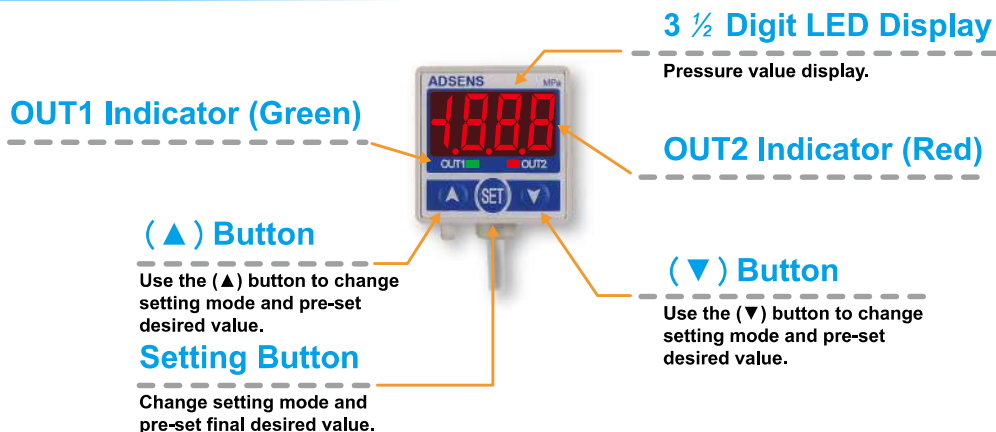 3 ½ Digit LED Display
Pressure value display.
ADSENS
MPa
OUT1 Indicator (Green)
-1.8.8.8
OUT2 Indicator (Red)
OUT1
OUT2
SET
(▲) Button
Use the (▲) button to change
setting mode and pre-set
desired value.
(▼) Button
Use the (▼) button to change
setting mode and pre-set
desired value.
Setting Button
Change setting mode and
pre-set final desired value.